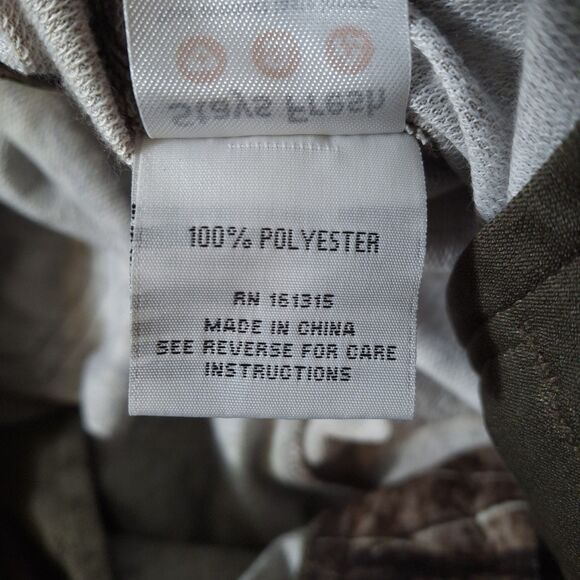 Stays Fresh
100% POLYESTER
RN 161315
MADE IN CHINA
SEE REVERSE FOR CARE
INSTRUCTIONS